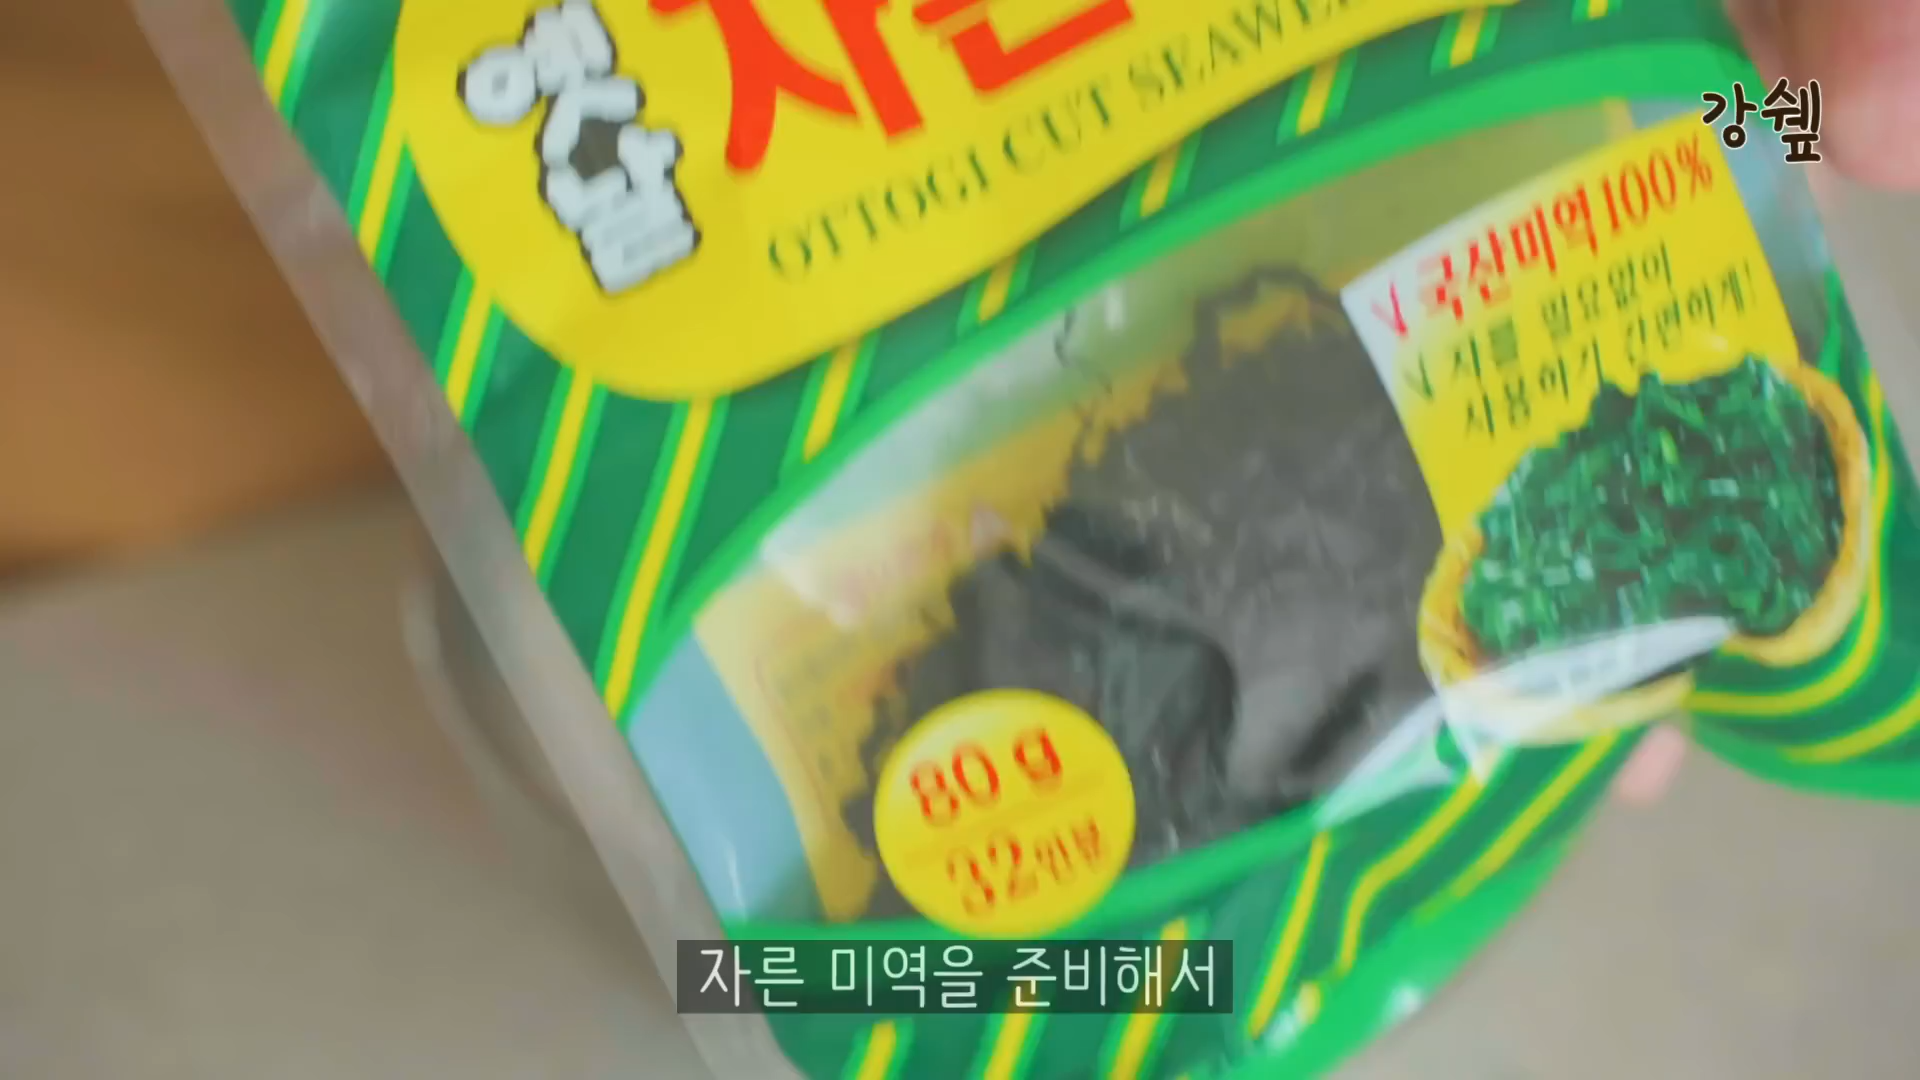 옛날
자른
OTTOGI CUT SEAWEE
강쉪
√ 국산미역100%
√ 자를 필요없이
사용하기 간편하게!
80 g
32인분
자른 미역을 준비해서